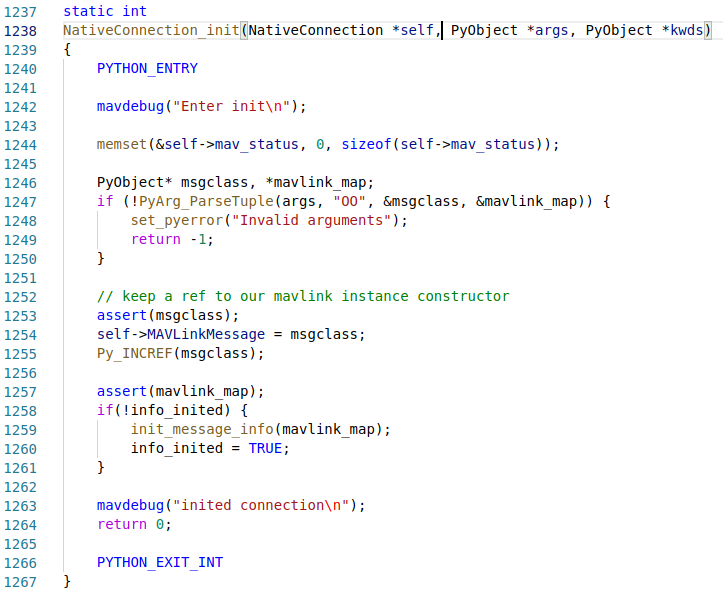 1237 static int
1238 NativeConnection_init(NativeConnection *self, PyObject *args, PyObject *kwds)
1239 {
1240     PYTHON_ENTRY
1241
1242     mavdebug("Enter init\n");
1243
1244     memset(&self->mav_status, 0, sizeof(self->mav_status));
1245
1246     PyObject* msgclass, *mavlink_map;
1247     if (!PyArg_ParseTuple(args, "OO", &msgclass, &mavlink_map)) {
1248         set_pyerror("Invalid arguments");
1249         return -1;
1250     }
1251
1252     // keep a ref to our mavlink instance constructor
1253     assert(msgclass);
1254     self->MAVLinkMessage = msgclass;
1255     Py_INCREF(msgclass);
1256
1257     assert(mavlink_map);
1258     if(!info_inited) {
1259         init_message_info(mavlink_map);
1260         info_inited = TRUE;
1261     }
1262
1263     mavdebug("inited connection\n");
1264     return 0;
1265
1266     PYTHON_EXIT_INT
1267 }